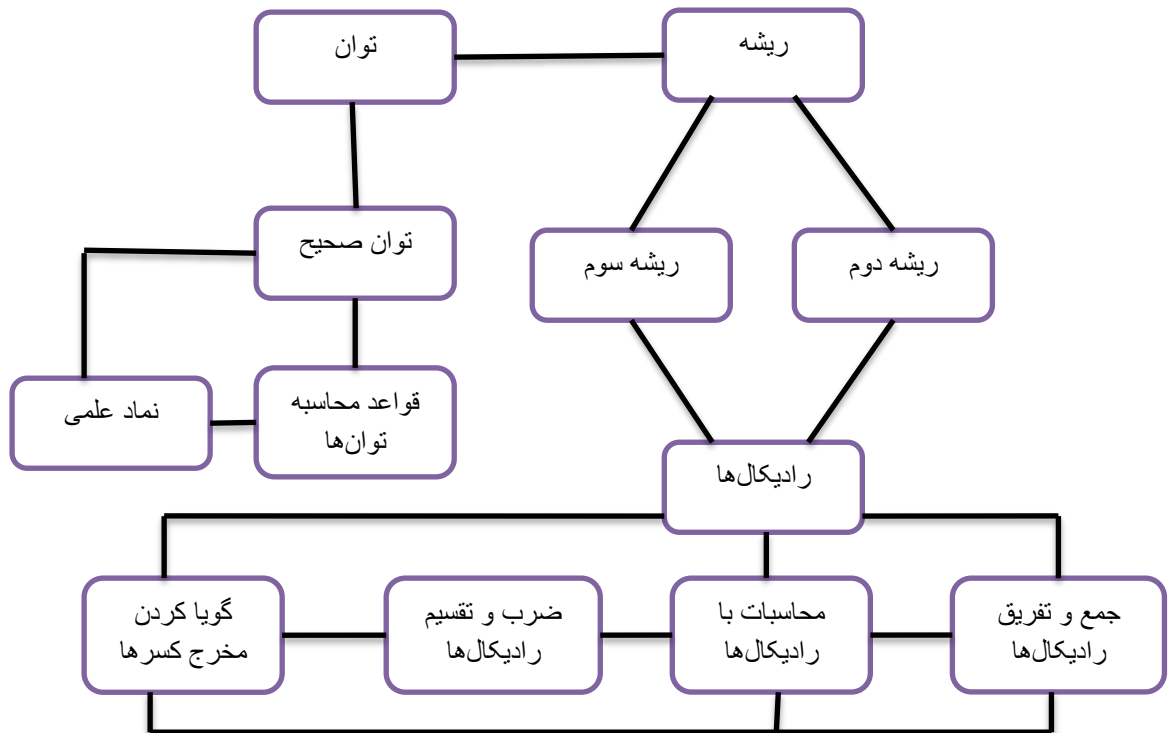 ریشه
توان
توان صحیح
ریشه دوم
ریشه سوم
قواعد محاسبه
توان‌ها
نماد علمی
رادیکال‌ها
جمع و تفریق
رادیکال‌ها
محاسبات با
رادیکال‌ها
ضرب و تقسیم
رادیکال‌ها
گویا کردن
مخرج کسرها